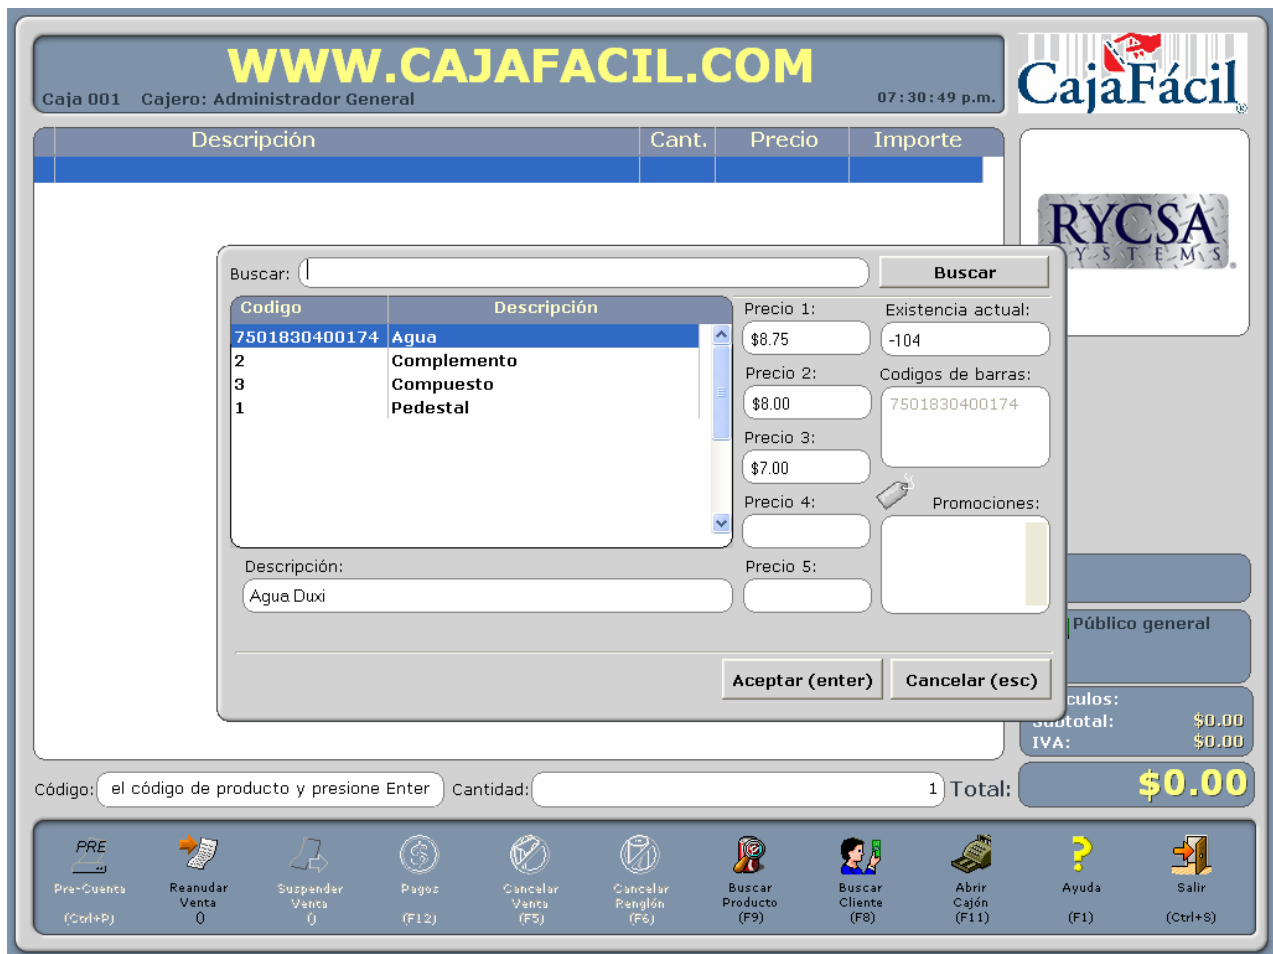 WWW.CAJAFACIL.COM
Caja 001 Cajero: Administrador General 07:30:49 p.m.
CajaFácil®
Descripción Cant. Precio Importe
RYCSA
SYSTEMS®
Buscar: Buscar
Codigo Descripción
7501830400174 Agua
2 Complemento
3 Compuesto
1 Pedestal
Precio 1:
$8.75
Precio 2:
$8.00
Precio 3:
$7.00
Precio 4:
Precio 5:
Existencia actual:
-104
Codigos de barras:
7501830400174
Promociones:
Descripción:
Agua Duxi
Aceptar (enter) Cancelar (esc)
Público general
culos:
Subtotal: $0.00
IVA: $0.00
Código: el código de producto y presione Enter Cantidad: 1 Total: $0.00
PRE
Pre-Cuenta
(Ctrl+P)
Reanudar
Venta
()
Suspender
Venta
()
Pagos
(F12)
Cancelar
Venta
(F5)
Cancelar
Renglón
(F6)
Buscar
Producto
(F9)
Buscar
Cliente
(F8)
Abrir
Cajón
(F11)
Ayuda
(F1)
Salir
(Ctrl+S)